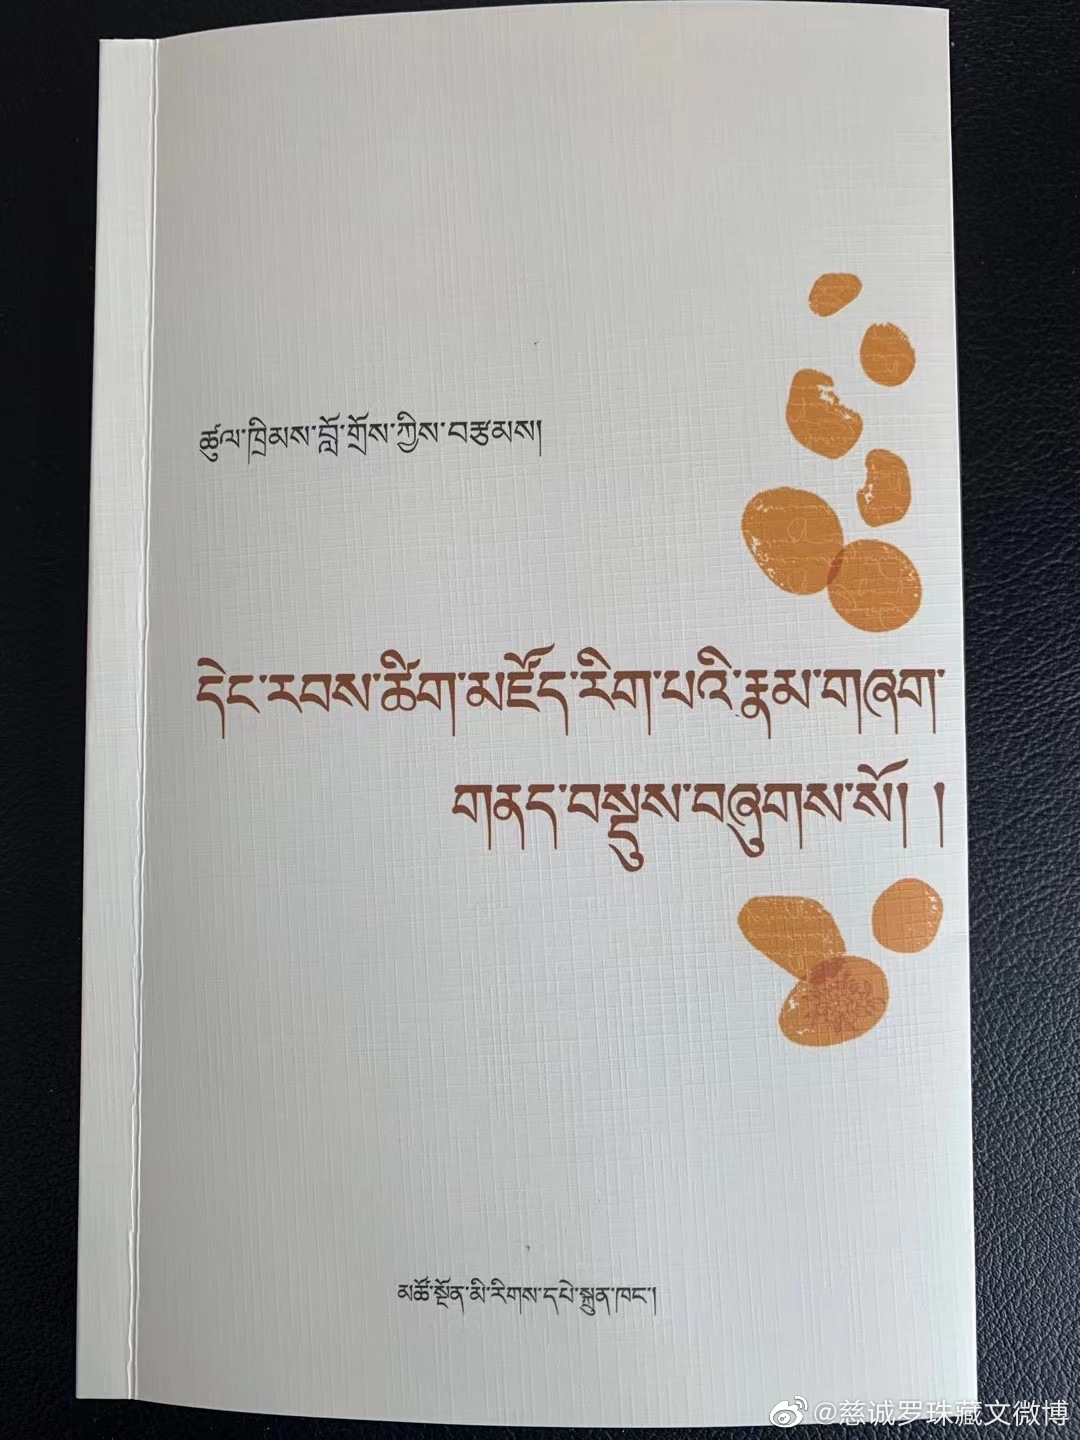 ཚུལ་ཁྲིམས་བློ་གྲོས་ཀྱིས་བརྩམས།
དེང་རབས་ཚིག་མཛོད་རིག་པའི་རྣམ་གཞག་
གནད་བསྡུས་བཞུགས་སོ། །
མཚོ་སྔོན་མི་རིགས་དཔེ་སྐྲུན་ཁང་།
@慈诚罗珠藏文微博